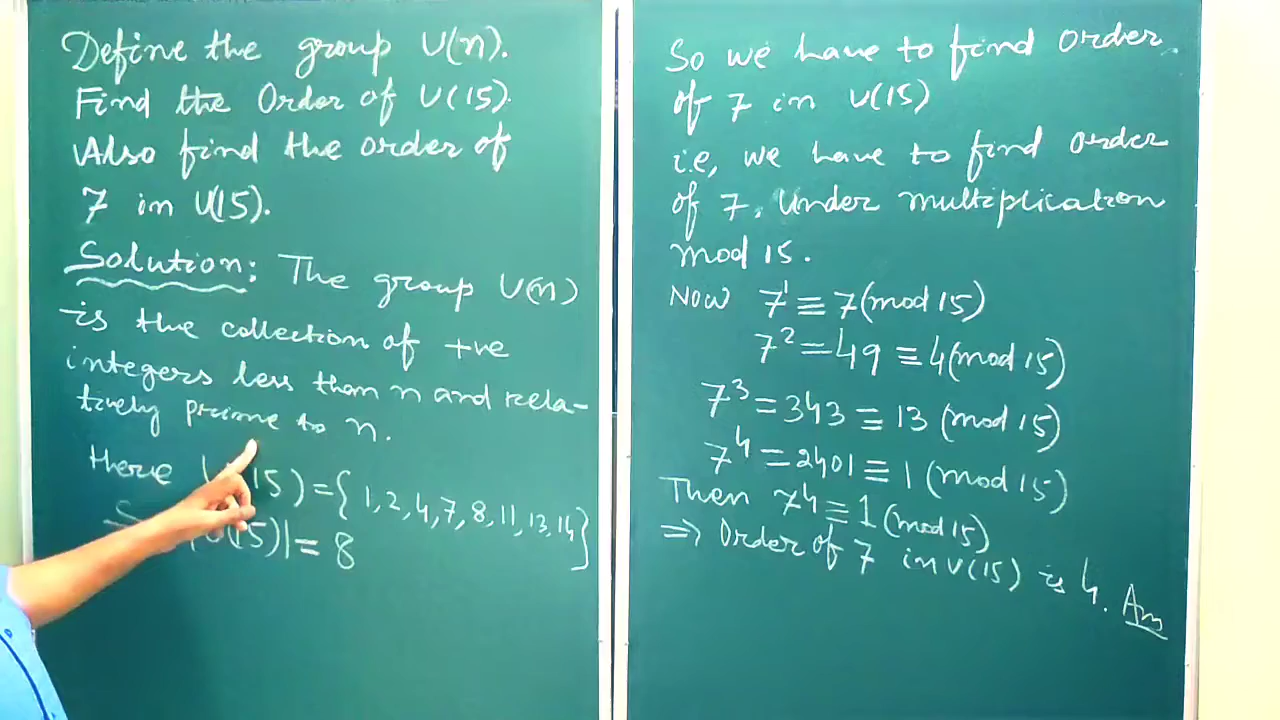 Define the group U(n).
Find the Order of U(15).
Also find the order of
7 in U(15).
Solution: The group U(n)
is the collection of +ve
integers less than n and rela-
tively prime to n.
Here 15) = {1, 2, 4, 7, 8, 11, 13, 14}
(15)| = 8
So we have to find order
of 7 in U(15)
i.e, we have to find order
of 7, under multiplication
mod 15.
Now 7¹ ≡ 7(mod 15)
7² = 49 ≡ 4(mod 15)
7³ = 343 ≡ 13 (mod 15)
7⁴ = 2401 ≡ 1 (mod 15)
Then 7⁴ ≡ 1 (mod 15)
⇒ Order of 7 in U(15) is 4. Ans